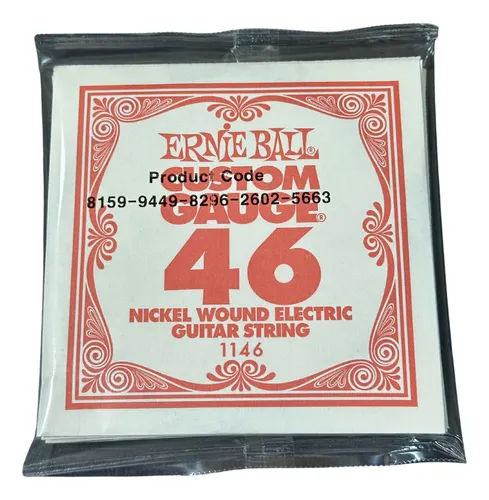 ERNIE BALL®
Product Code
CUSTOM
8159-9449-8296-2602-5663
GAUGE®
46
NICKEL WOUND ELECTRIC
GUITAR STRING
1146